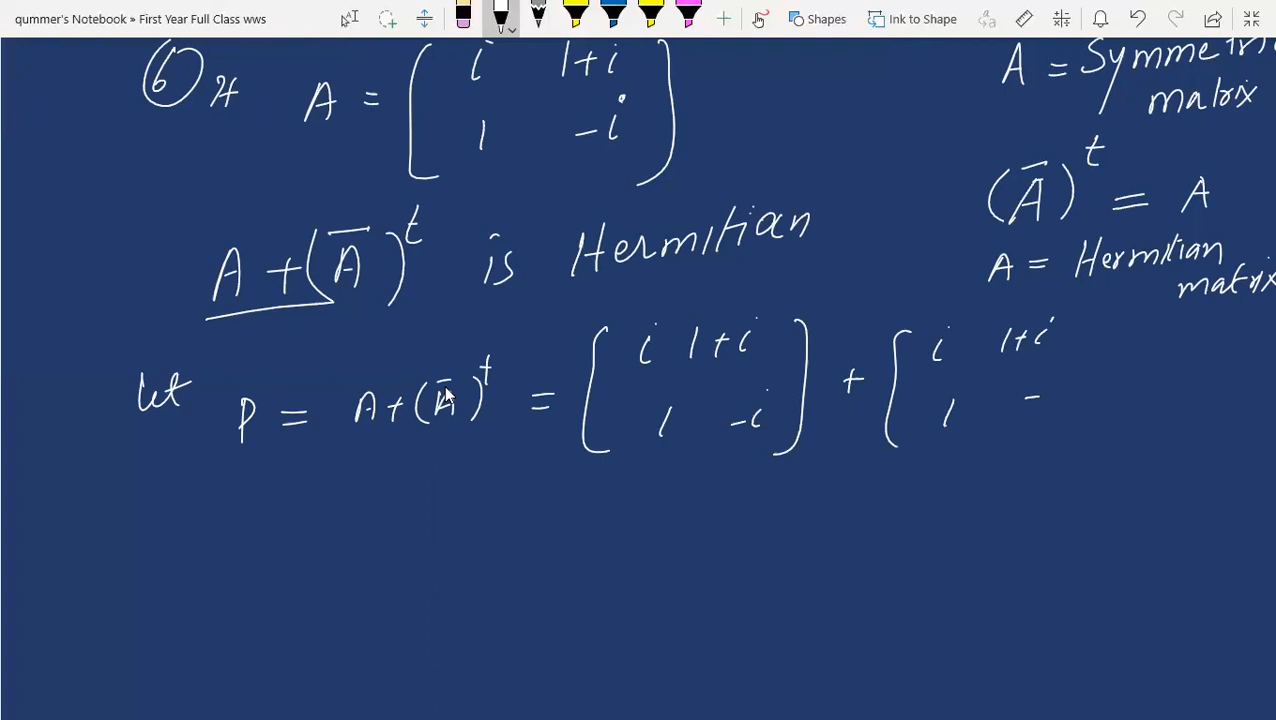 qummer's Notebook » First Year Full Class wws
Shapes Ink to Shape
⑥ If A = [ i 1+i
1 -i ]
A = Symmetri
matrix
(Ā)^t = A
A = Hermitian
matrix
A + (Ā)^t is Hermitian
let P = A + (Ā)^t = [ i 1+i
1 -i ] + [ i 1+i
1 -